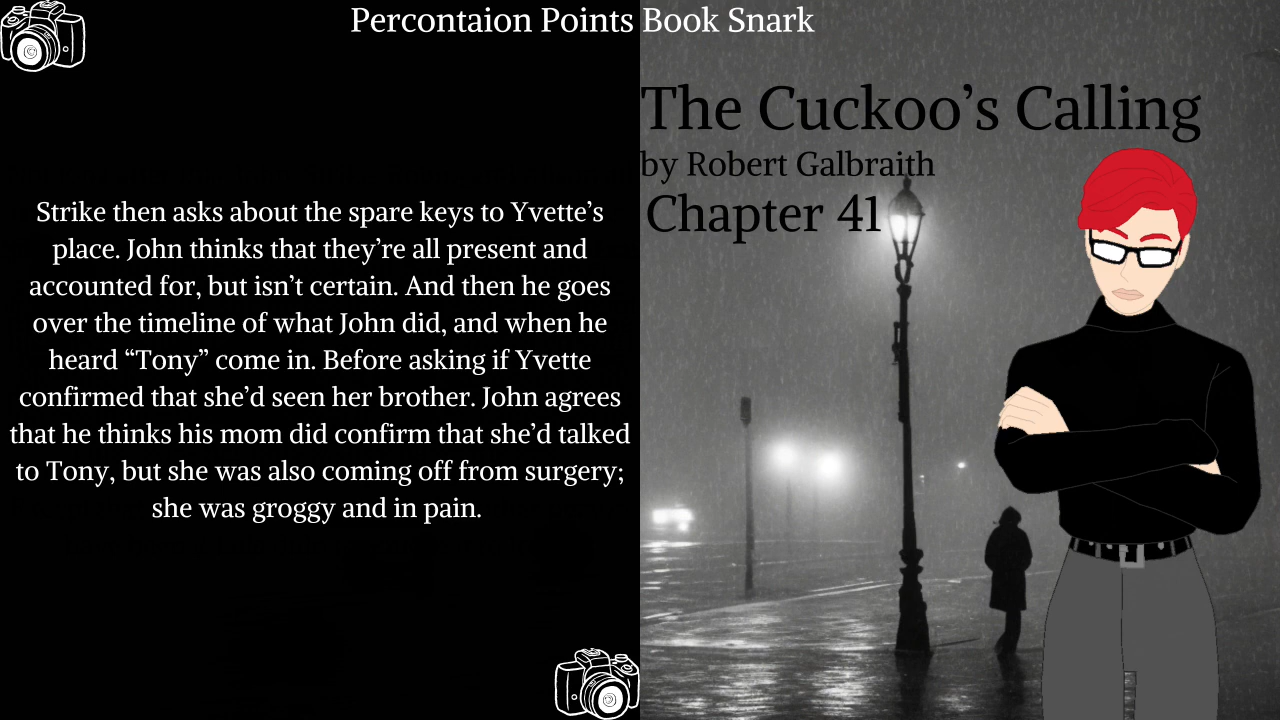 Percontaion Points Book Snark
The Cuckoo’s Calling
by Robert Galbraith
Chapter 41
Strike then asks about the spare keys to Yvette’s
place. John thinks that they’re all present and
accounted for, but isn’t certain. And then he goes
over the timeline of what John did, and when he
heard “Tony” come in. Before asking if Yvette
confirmed that she’d seen her brother. John agrees
that he thinks his mom did confirm that she’d talked
to Tony, but she was also coming off from surgery;
she was groggy and in pain.